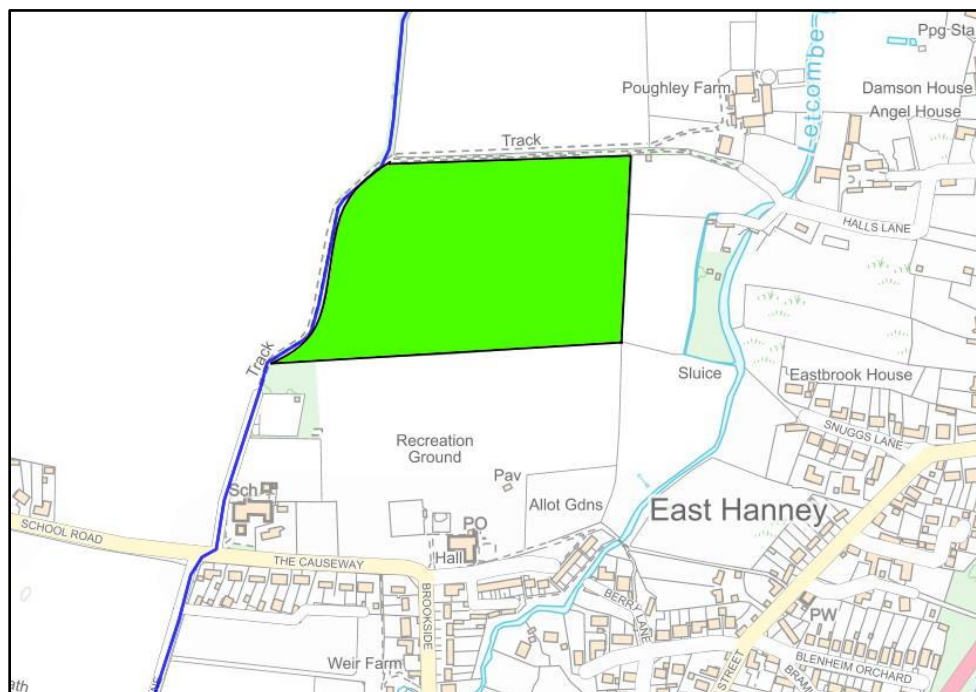 Ppg Sta
Letcombe
Poughley Farm
Damson House
Angel House
Track
HALLS LANE
Track
Sluice
Eastbrook House
SNUGGS LANE
Recreation
Ground
Pav
Sch
Allot Gdns
East Hanney
PO
SCHOOL ROAD
THE CAUSEWAY
Hall
BROOKSIDE
BERRY LANE
PW
Weir Farm
STREET
BLENHEIM ORCHARD